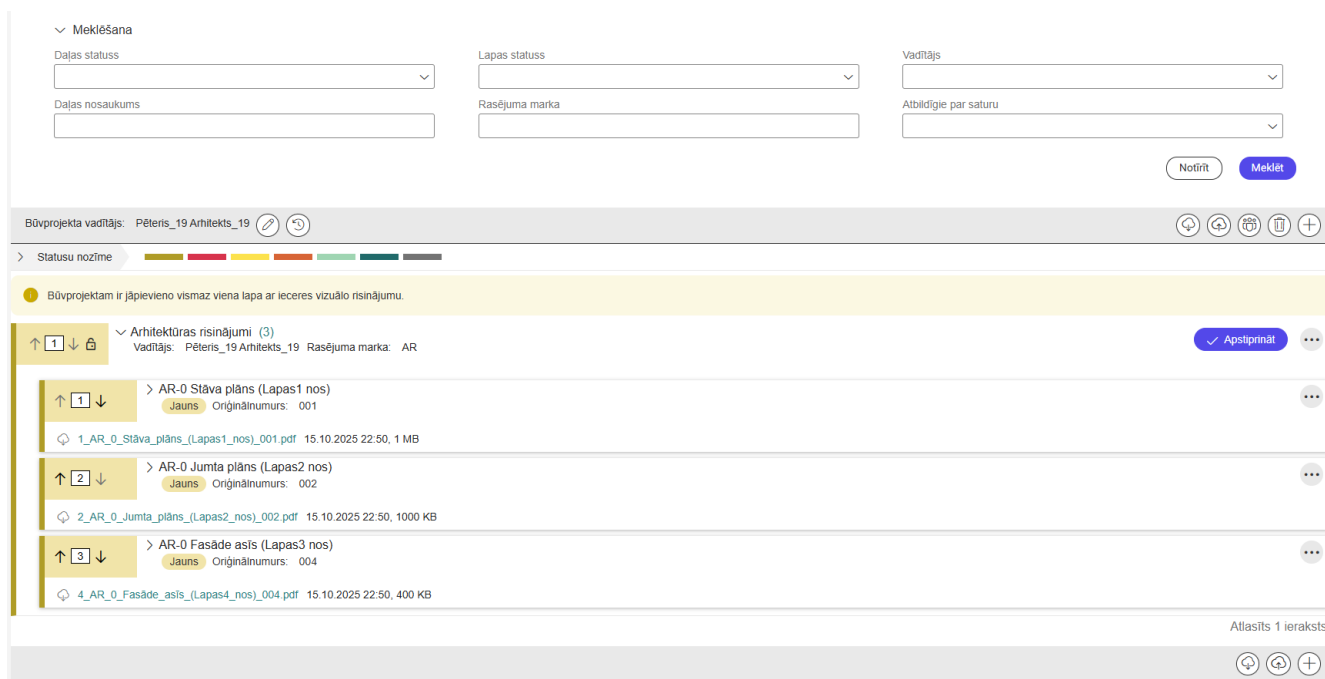 Meklēšana
Daļas statuss Lapas statuss Vadītājs
Daļas nosaukums Rasējuma marka Atbildīgie par saturu
Notīrīt Meklēt
Būvprojekta vadītājs: Pēteris_19 Arhitekts_19
Statusu nozīme
Būvprojektam ir jāpievieno vismaz viena lapa ar ieceres vizuālo risinājumu.
1 Arhitektūras risinājumi (3) Apstiprināt
Vadītājs: Pēteris_19 Arhitekts_19 Rasējuma marka: AR
1 AR-0 Stāva plāns (Lapas1 nos)
Jauns Oriģinālnumurs: 001
1_AR_0_Stāva_plāns_(Lapas1_nos)_001.pdf 15.10.2025 22:50, 1 MB
2 AR-0 Jumta plāns (Lapas2 nos)
Jauns Oriģinālnumurs: 002
2_AR_0_Jumta_plāns_(Lapas2_nos)_002.pdf 15.10.2025 22:50, 1000 KB
3 AR-0 Fasāde asīs (Lapas3 nos)
Jauns Oriģinālnumurs: 004
4_AR_0_Fasāde_asīs_(Lapas4_nos)_004.pdf 15.10.2025 22:50, 400 KB
Atlasīts 1 ieraksts